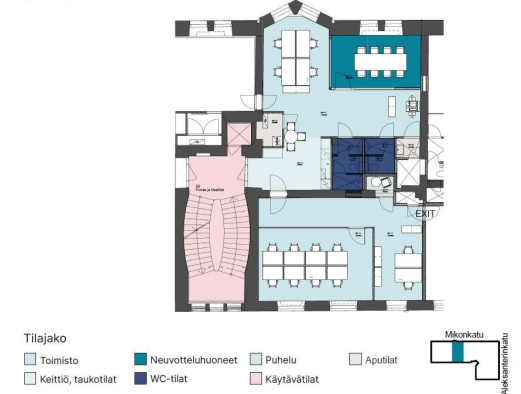 EXIT
Tilajako
Toimisto
Neuvotteluhuoneet
Puhelu
Aputilat
Keittiö, taukotilat
WC-tilat
Käytävätilat
Mikonkatu
Aleksanterinkatu